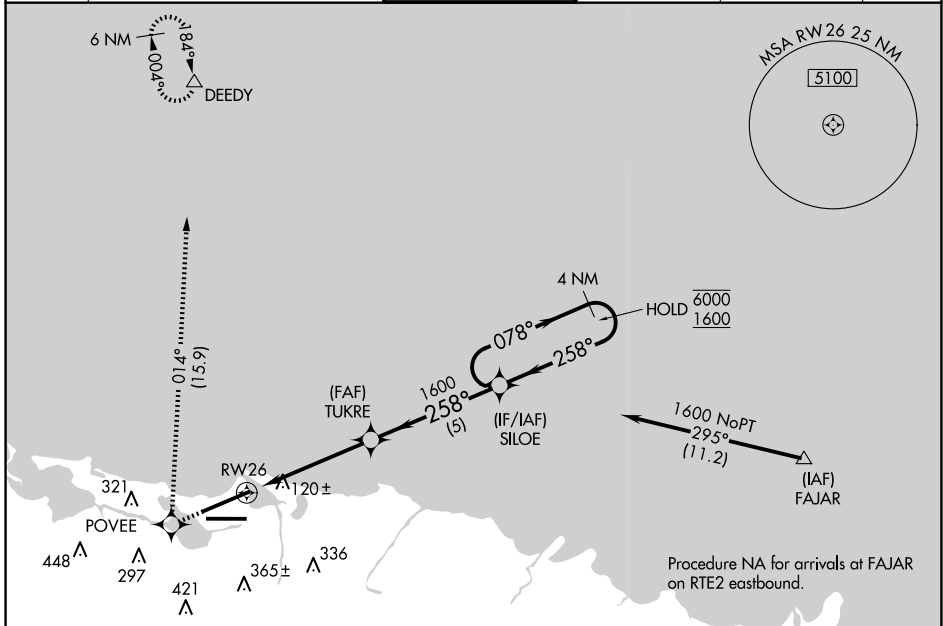 6 NM
184°
004°
DEEDY
MSA RW 26 25 NM
5100
4 NM
HOLD
6000
1600
078°
258°
014°
(15.9)
(FAF)
TUKRE
1600
258°
(5)
(IF/IAF)
SILOE
1600 NoPT
295°
(11.2)
(IAF)
FAJAR
RW26
120±
321
POVEE
448
297
421
365±
336
Procedure NA for arrivals at FAJAR
on RTE2 eastbound.